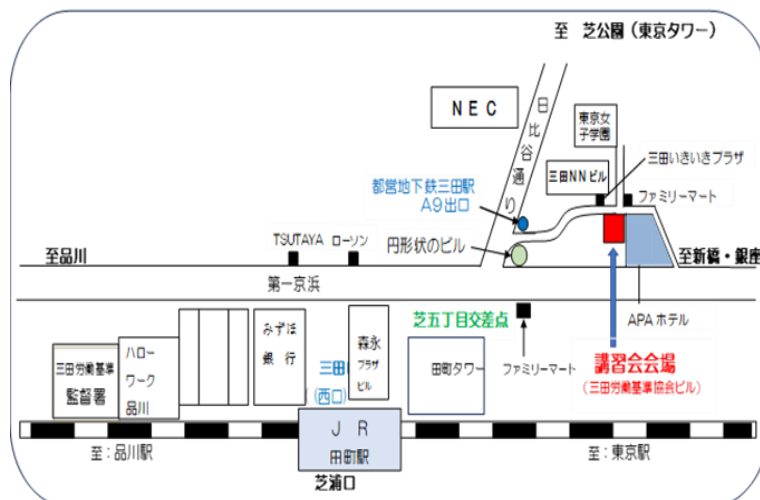 至 芝公園（東京タワー）
NEC
日比谷通り
東京女
子学園
三田いきいきプラザ
三田NNビル
ファミリーマート
都営地下鉄三田駅
A9出口
TSUTAYA ローソン
円形状のビル
至品川
至新橋・銀座
第一京浜
芝五丁目交差点
APAホテル
みずほ
銀行
森永
プラザ
ビル
三田
(西口)
田町タワー
ファミリーマート
講習会会場
（三田労働基準協会ビル）
三田労働基準
監督署
ハロー
ワーク
品川
JR
田町駅
至：品川駅
至：東京駅
芝浦口